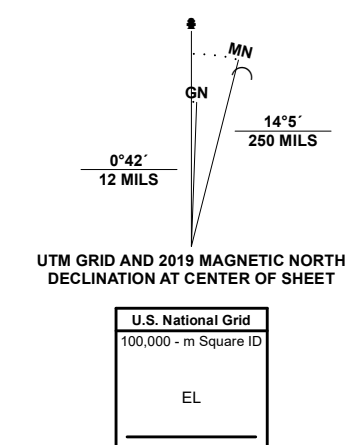 MN
GN
14°5´
250 MILS
0°42´
12 MILS
UTM GRID AND 2019 MAGNETIC NORTH
DECLINATION AT CENTER OF SHEET
U.S. National Grid
100,000 - m Square ID
EL